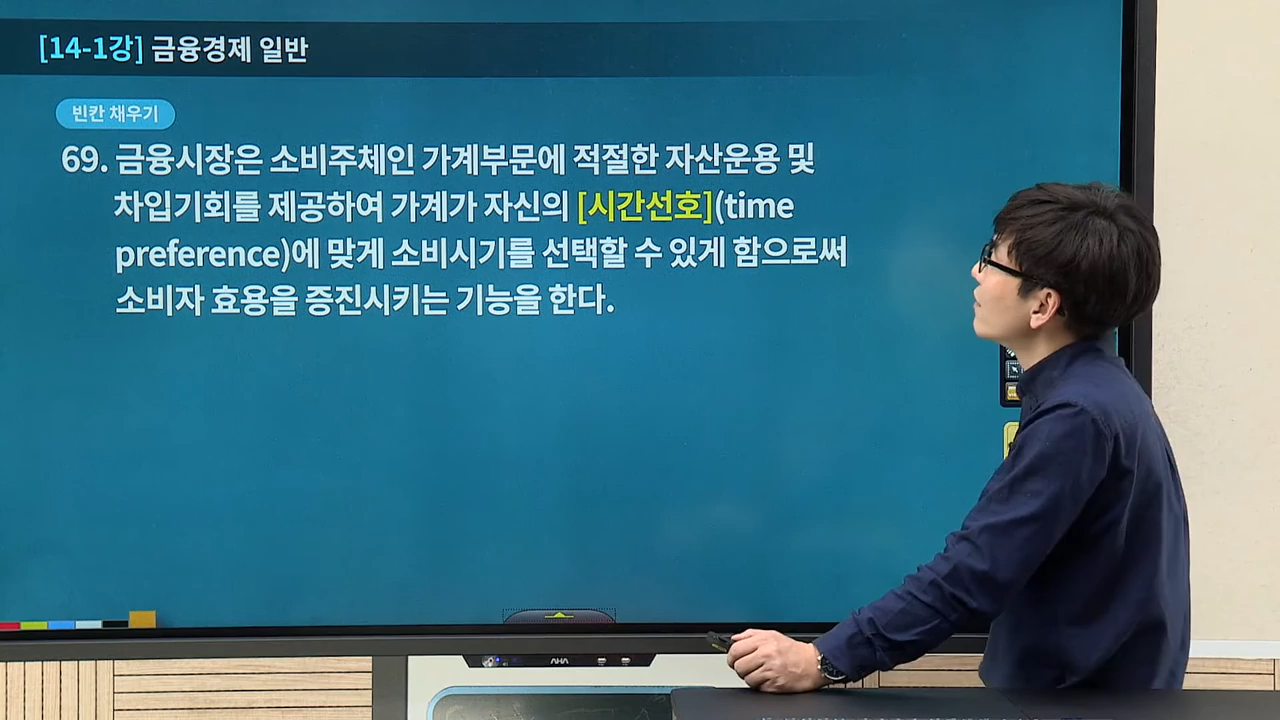 [14-1강] 금융경제 일반
빈칸 채우기
69. 금융시장은 소비주체인 가계부문에 적절한 자산운용 및
차입기회를 제공하여 가계가 자신의 [시간선호](time
preference)에 맞게 소비시기를 선택할 수 있게 함으로써
소비자 효용을 증진시키는 기능을 한다.
AHA